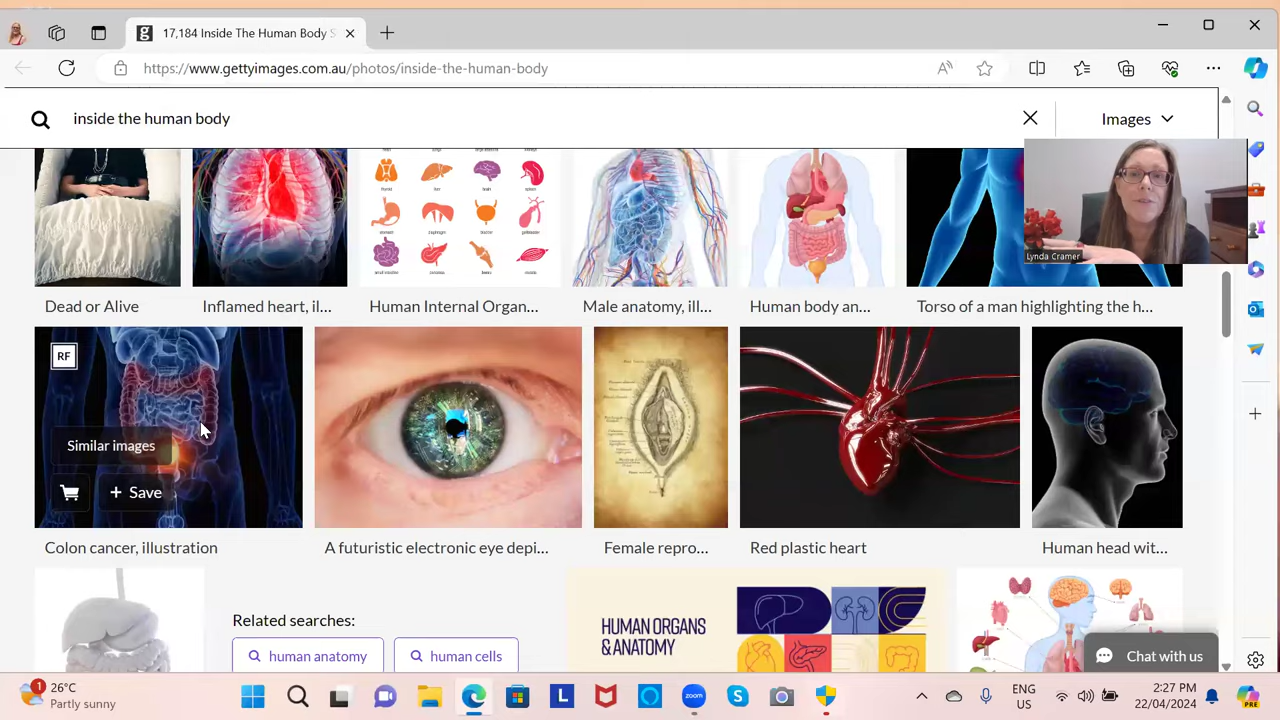 17,184 Inside The Human Body S
https://www.gettyimages.com.au/photos/inside-the-human-body
inside the human body
Images
Lynda Cramer
Dead or Alive
Inflamed heart, il...
Human Internal Organ...
Male anatomy, ill...
Human body an...
Torso of a man highlighting the h...
RF
Similar images
+ Save
Colon cancer, illustration
A futuristic electronic eye depi...
Female repro...
Red plastic heart
Human head wit...
Related searches:
human anatomy
human cells
HUMAN ORGANS
& ANATOMY
Chat with us
1
26°C
Partly sunny
L
zoom
ENG
US
2:27 PM
22/04/2024
PRE